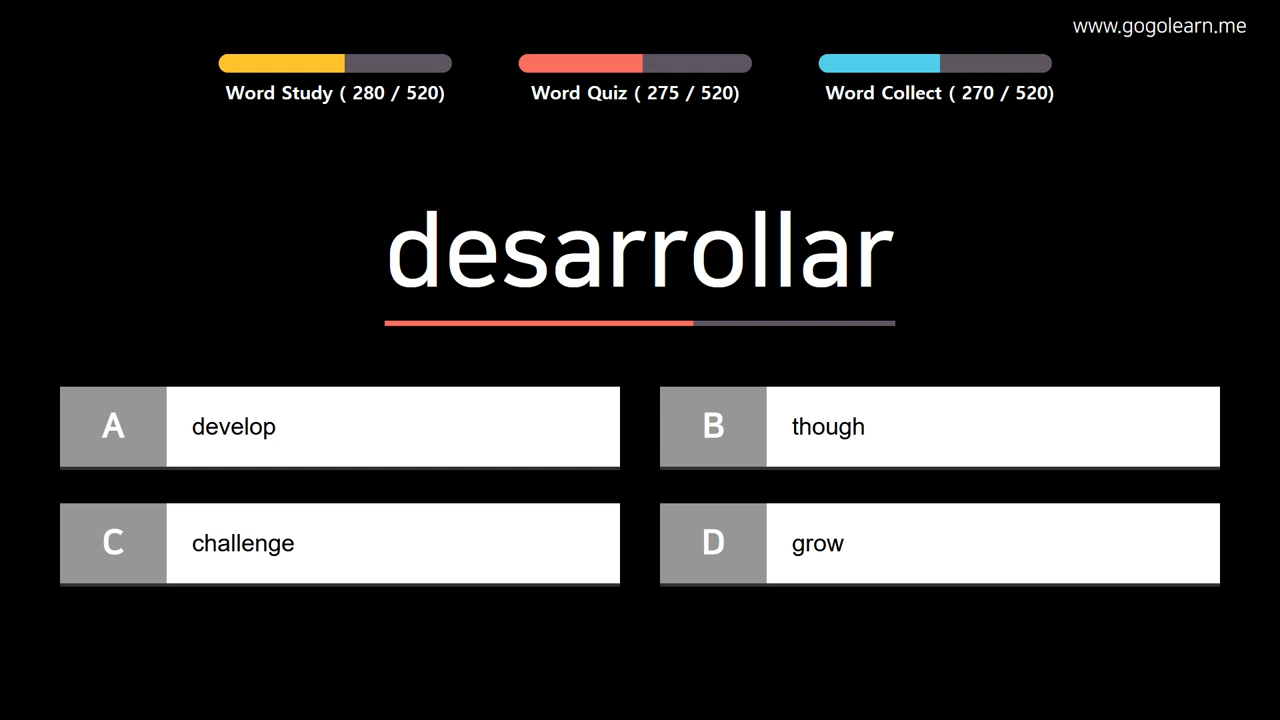 www.gogolearn.me
Word Study ( 280 / 520)
Word Quiz ( 275 / 520)
Word Collect ( 270 / 520)
desarrollar
A develop
B though
C challenge
D grow